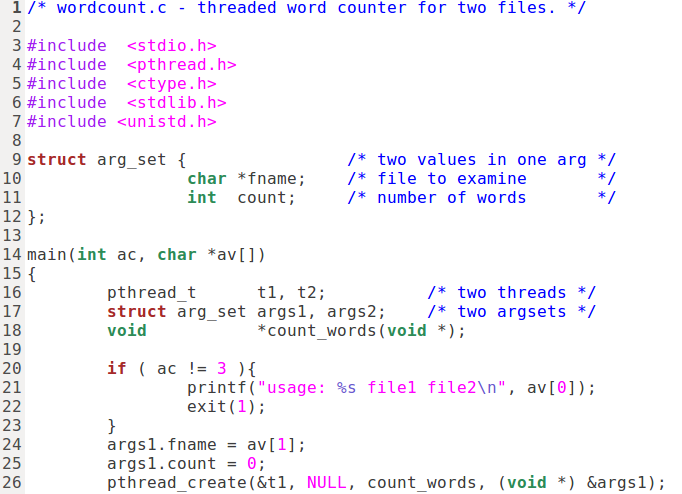 1 /* wordcount.c - threaded word counter for two files. */
2
3 #include  <stdio.h>
4 #include  <pthread.h>
5 #include  <ctype.h>
6 #include  <stdlib.h>
7 #include <unistd.h>
8
9 struct arg_set {                /* two values in one arg */
10                 char *fname;    /* file to examine       */
11                 int  count;     /* number of words       */
12 };
13
14 main(int ac, char *av[])
15 {
16         pthread_t      t1, t2;          /* two threads */
17         struct arg_set args1, args2;    /* two argsets */
18         void           *count_words(void *);
19
20         if ( ac != 3 ){
21                 printf("usage: %s file1 file2\n", av[0]);
22                 exit(1);
23         }
24         args1.fname = av[1];
25         args1.count = 0;
26         pthread_create(&t1, NULL, count_words, (void *) &args1);